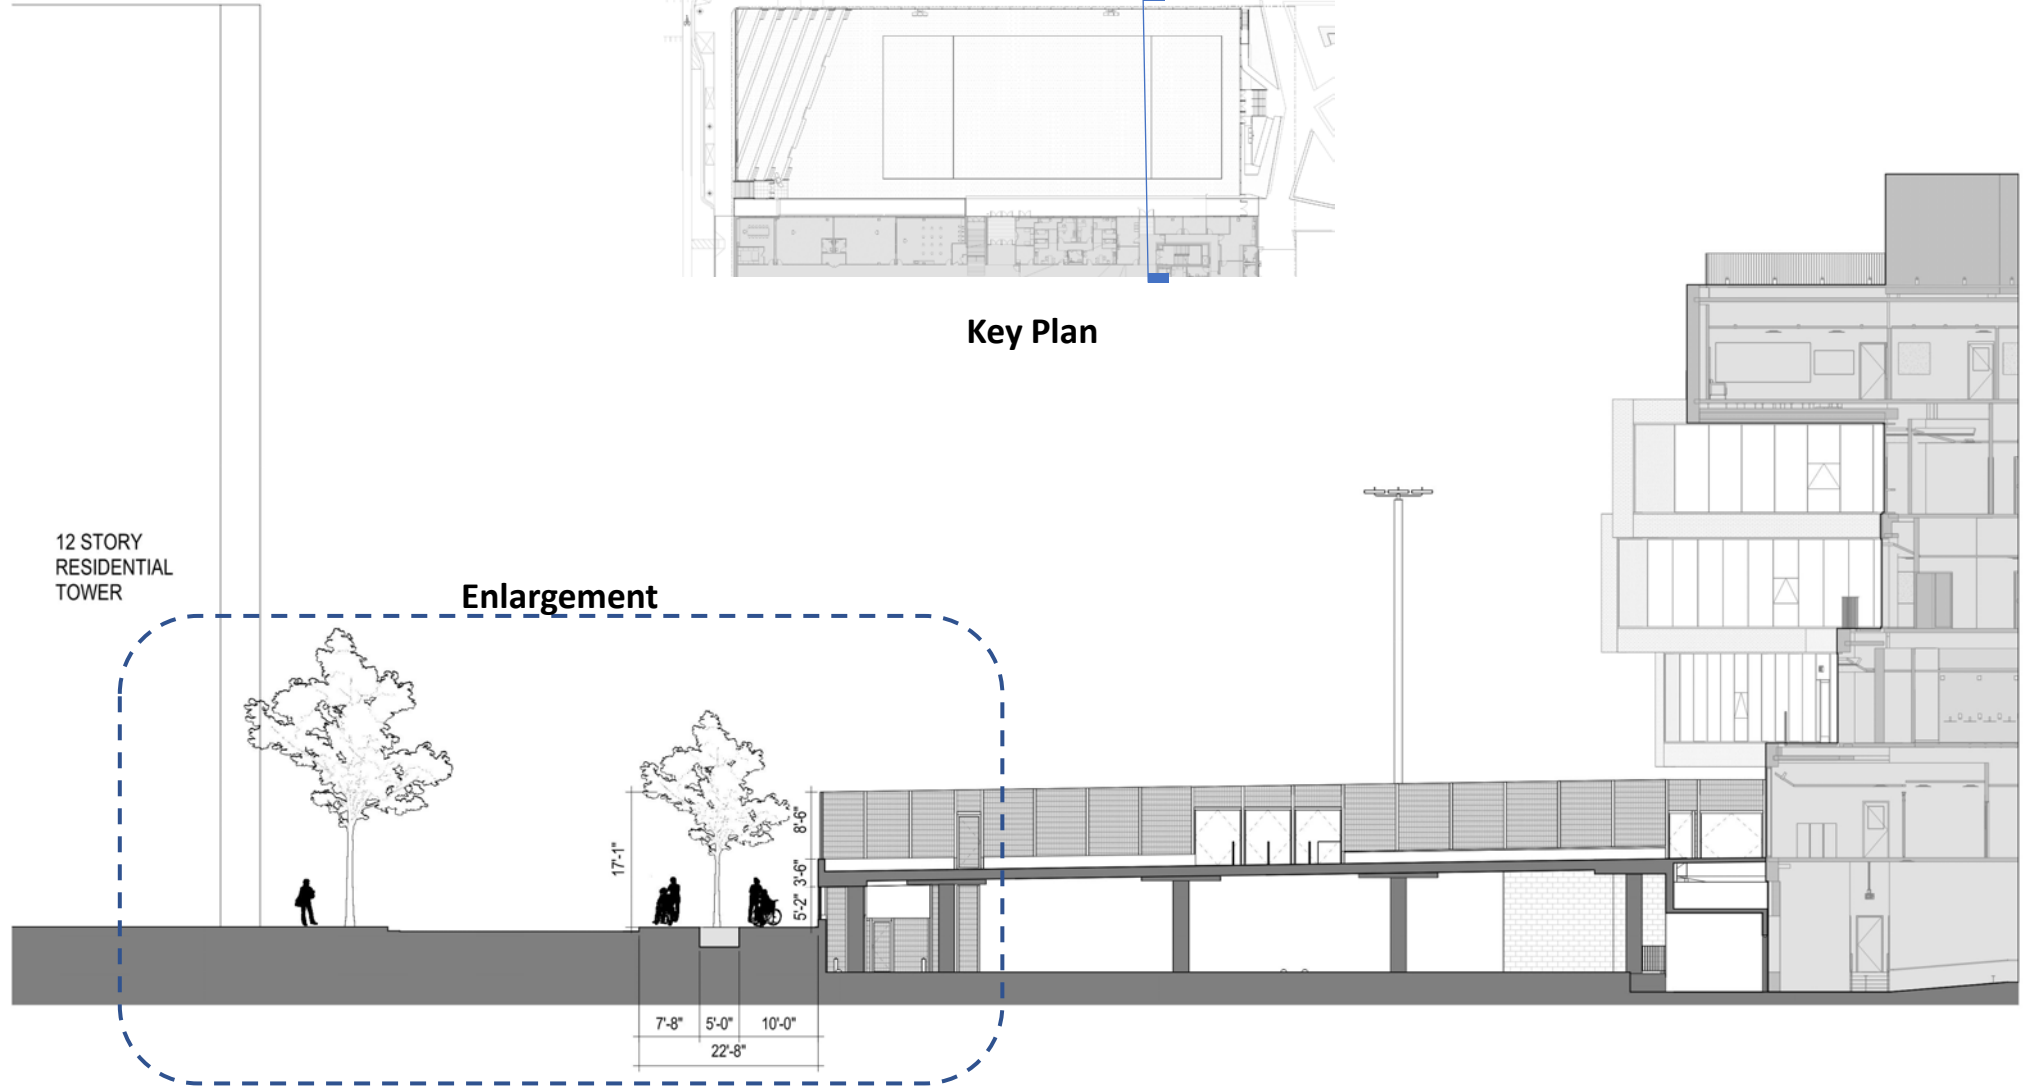 Key Plan
12 STORY
RESIDENTIAL
TOWER
Enlargement
17'-1"
8'-6"
3'-6"
5'-2"
7'-8" 5'-0" 10'-0"
22'-8"